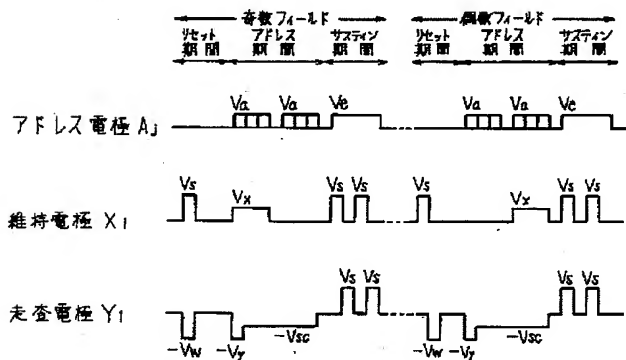 奇数フィールド 偶数フィールド
リセット期間 アドレス期間 サスティン期間 リセット期間 アドレス期間 サスティン期間
アドレス電極 Aj Va Va Ve Va Va Ve
維持電極 X1 Vs Vx Vs Vs Vs Vx Vs Vs
走査電極 Y1 Vs Vs Vs Vs
-Vw -Vy -Vsc -Vw -Vy -Vsc